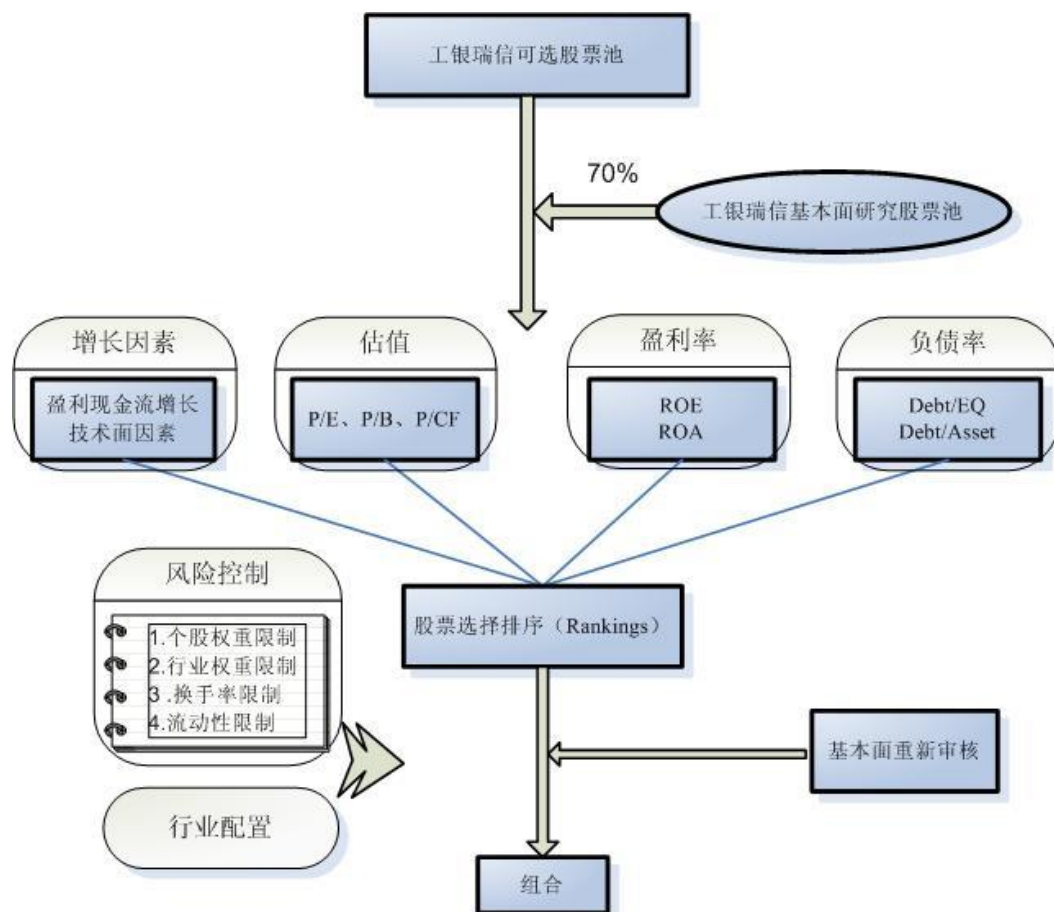 工银瑞信可选股票池
70%
工银瑞信基本面研究股票池
增长因素
盈利现金流增长
技术面因素
估值
P/E、P/B、P/CF
盈利率
ROE
ROA
负债率
Debt/EQ
Debt/Asset
风险控制
1.个股权重限制
2.行业权重限制
3 .换手率限制
4.流动性限制
行业配置
股票选择排序（Rankings）
基本面重新审核
组合